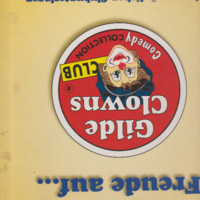 Freude auf...
Gilde
Clowns
CLUB
Comedy COLLECTION
®